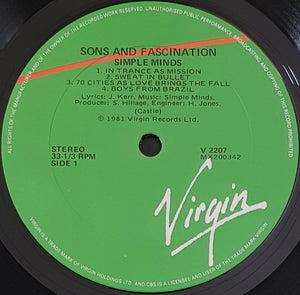 ALL RIGHTS OF THE MANUFACTURER AND OF THE OWNER OF THE RECORDED WORK RESERVED. UNAUTHORISED PUBLIC PERFORMANCE, BROADCASTING AND COPYING OF THIS RECORD PROHIBITED
SONS AND FASCINATION
SIMPLE MINDS
1. IN TRANCE AS MISSION
2. SWEAT IN BULLET
3. 70 CITIES AS LOVE BRINGS THE FALL
4. BOYS FROM BRAZIL
Lyrics: J. Kerr, Music: Simple Minds,
Producer: S. Hillage, Engineer: H. Jones,
(Castle)
℗ 1981 Virgin Records Ltd.
STEREO
33-1/3 RPM
SIDE 1
V 2207
MX200342
Virgin
VIRGIN IS A TRADE MARK OF VIRGIN HOLDINGS LTD. AND CBS IS A LICENSEE AND USER OF THE TRADE MARK.